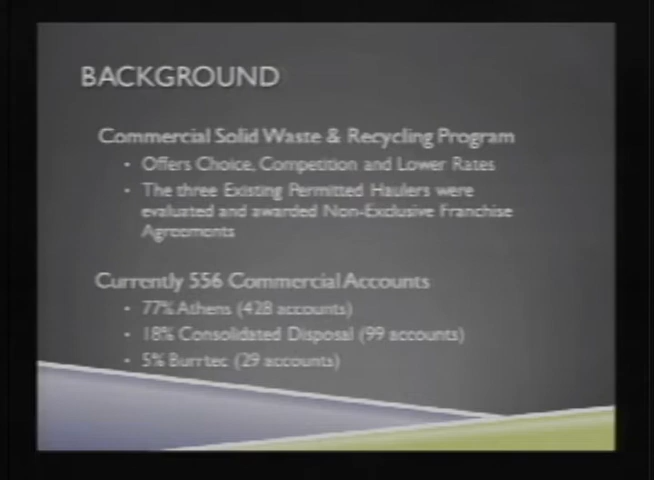 BACKGROUND
Commercial Solid Waste & Recycling Program
• Offers Choice, Competition and Lower Rates
• The three Existing Permitted Haulers were
evaluated and awarded Non-Exclusive Franchise
Agreements
Currently 556 Commercial Accounts
• 77% Athens (428 accounts)
• 18% Consolidated Disposal (99 accounts)
• 5% Burrtec (29 accounts)